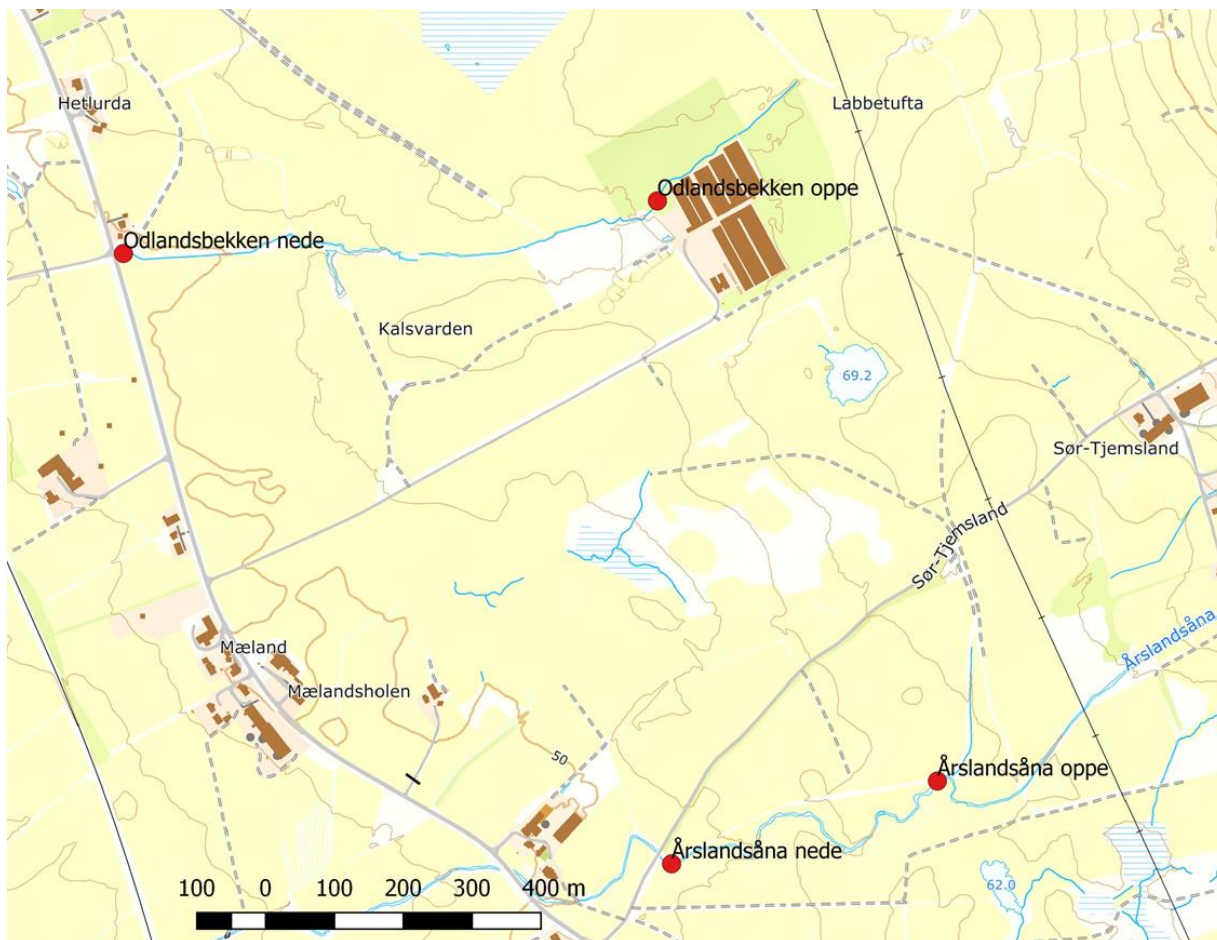 Hetlurda
Labbetufta
Odlandsbekken oppe
Odlandsbekken nede
Kalsvarden
69.2
Sør-Tjemsland
Sør-Tjemsland
Årslandsåna
Mæland
Mælandsholen
50
Årslandsåna oppe
Årslandsåna nede
62.0
100 0 100 200 300 400 m